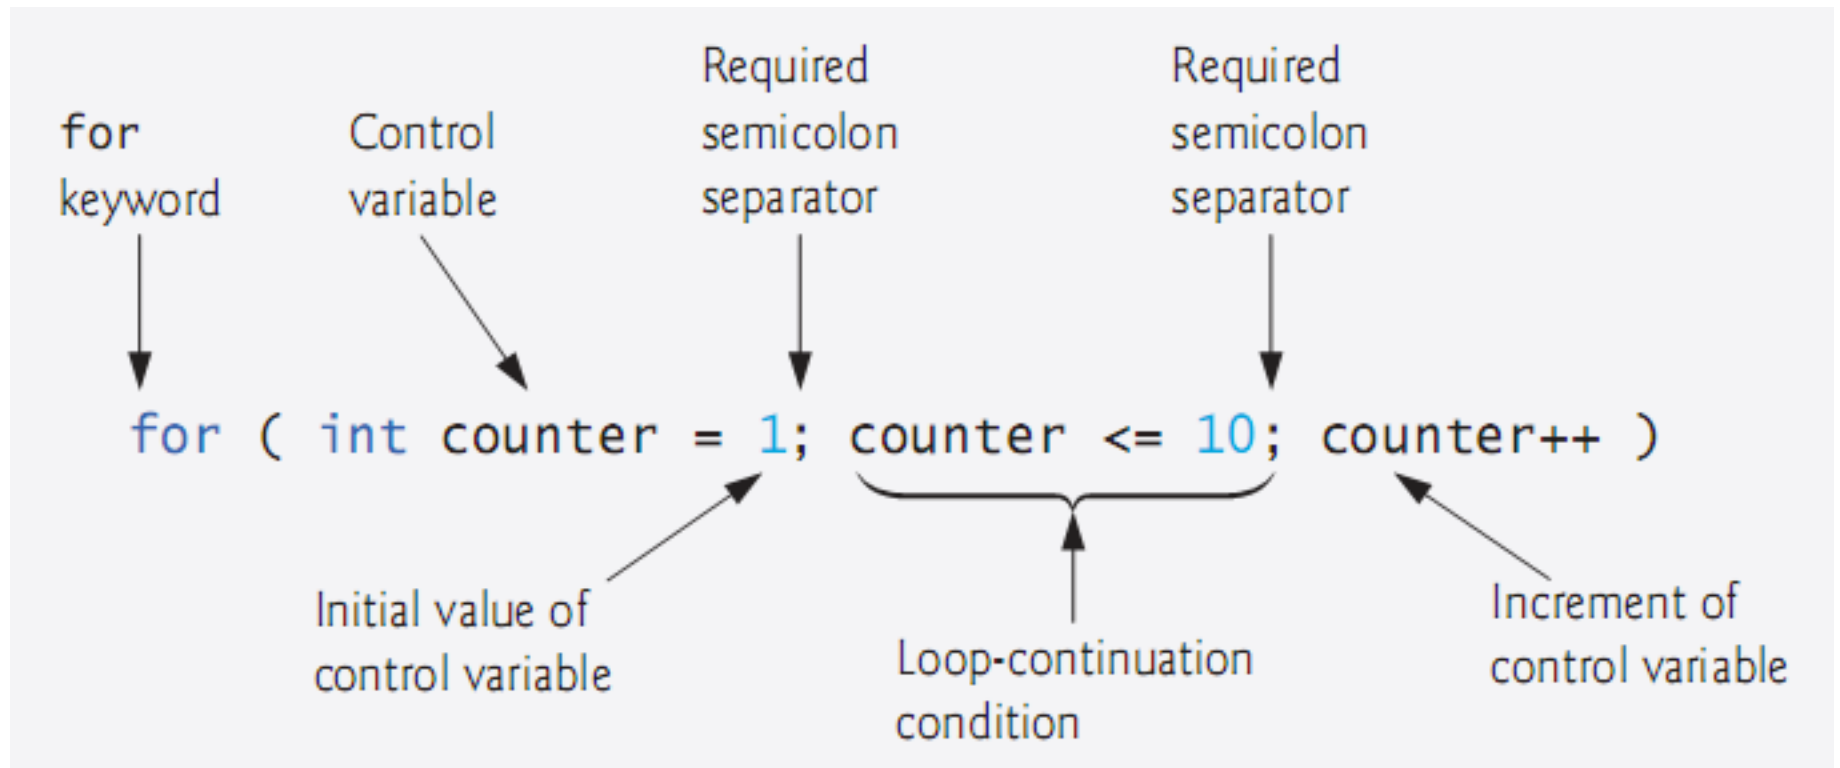 for
keyword
Control
variable
Required
semicolon
separator
Required
semicolon
separator
for ( int counter = 1; counter <= 10; counter++ )
Initial value of
control variable
Loop-continuation
condition
Increment of
control variable